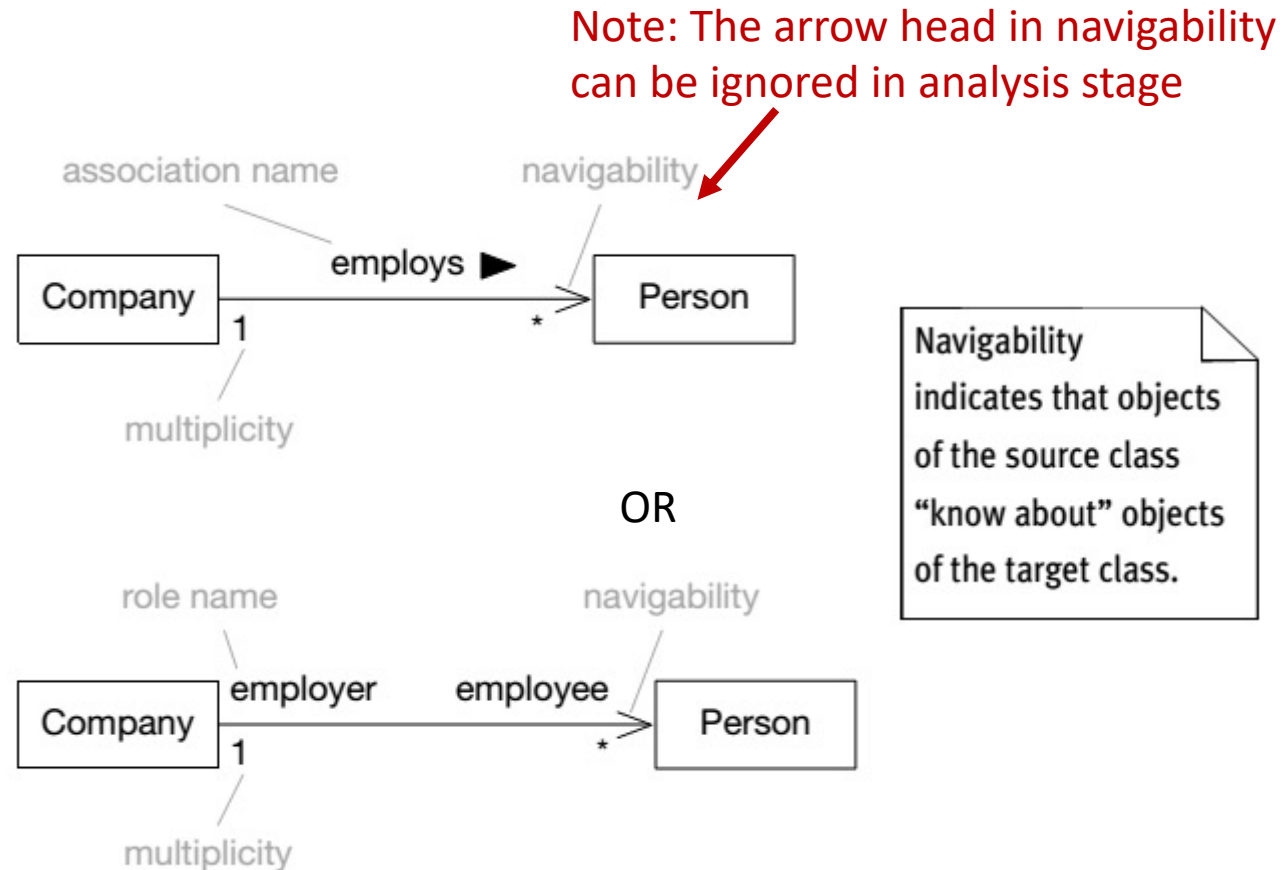 Note: The arrow head in navigability
can be ignored in analysis stage
association name
navigability
employs ▶
Company
Person
1
*
multiplicity
Navigability
indicates that objects
of the source class
“know about” objects
of the target class.
OR
role name
navigability
employer
employee
Company
Person
1
*
multiplicity